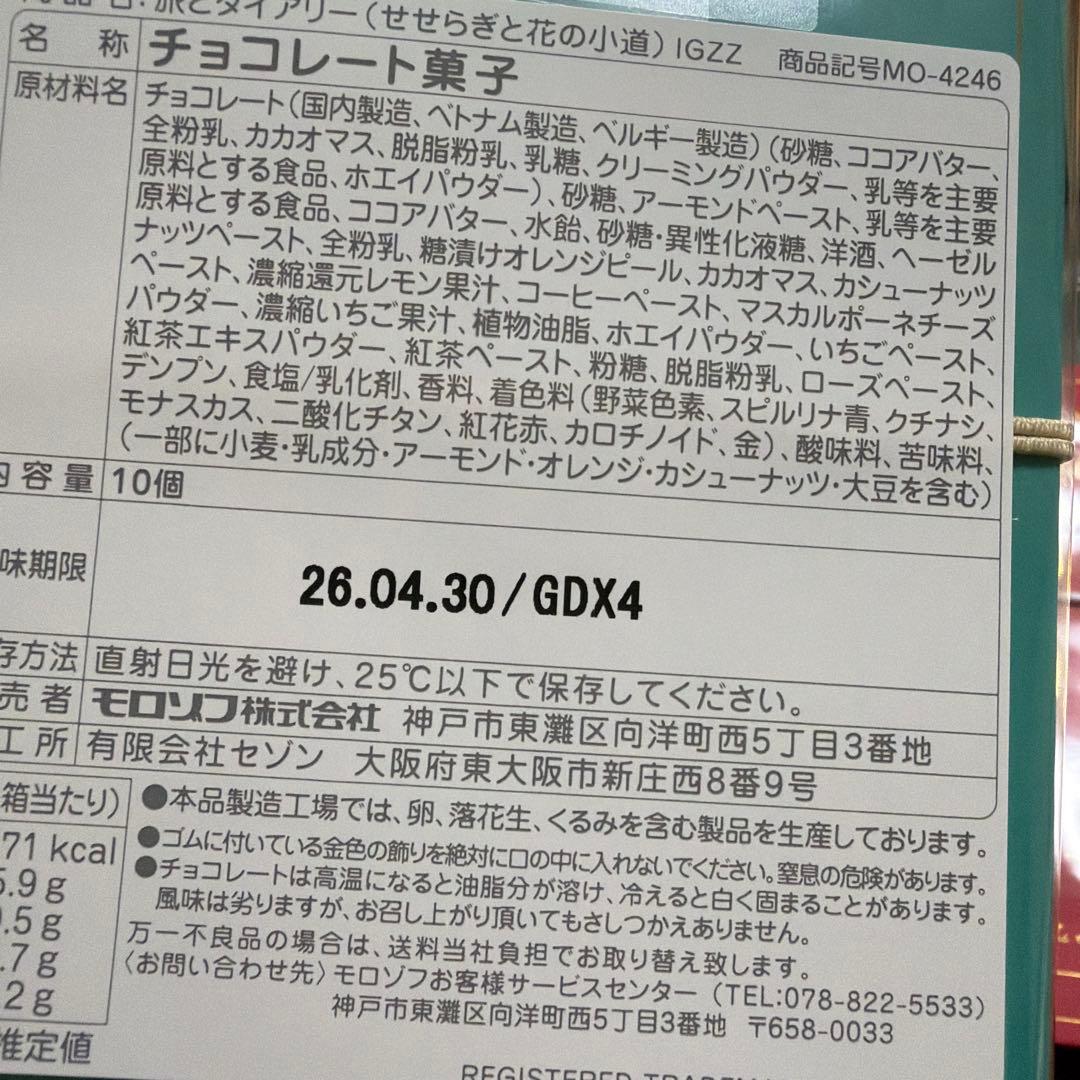 名:旅とダイアリー(せせらぎと花の小道)IGZZ 商品記号MO-4246
名 称 チョコレート菓子
原材料名 チョコレート(国内製造、ベトナム製造、ベルギー製造)(砂糖、ココアバター、
全粉乳、カカオマス、脱脂粉乳、乳糖、クリーミングパウダー、乳等を主要
原料とする食品、ホエイパウダー)、砂糖、アーモンドペースト、乳等を主要
原料とする食品、ココアバター、水飴、砂糖・異性化液糖、洋酒、ヘーゼル
ナッツペースト、全粉乳、糖漬けオレンジピール、カカオマス、カシューナッツ
ペースト、濃縮還元レモン果汁、コーヒーペースト、マスカルポーネチーズ
パウダー、濃縮いちご果汁、植物油脂、ホエイパウダー、いちごペースト、
紅茶エキスパウダー、紅茶ペースト、粉糖、脱脂粉乳、ローズペースト、
デンプン、食塩/乳化剤、香料、着色料(野菜色素、スピルリナ青、クチナシ、
モナスカス、二酸化チタン、紅花赤、カロチノイド、金)、酸味料、苦味料、
(一部に小麦・乳成分・アーモンド・オレンジ・カシューナッツ・大豆を含む)
内容量 10個
味期限 26.04.30/GDX4
存方法 直射日光を避け、25℃以下で保存してください。
売者 モロゾフ株式会社 神戸市東灘区向洋町西5丁目3番地
工所 有限会社セゾン 大阪府東大阪市新庄西8番9号
箱当たり)
71 kcal
5.9 g
.5 g
.7 g
.2 g
推定値
●本品製造工場では、卵、落花生、くるみを含む製品を生産しております。
●ゴムに付いている金色の飾りを絶対に口の中に入れないでください。窒息の危険があります。
●チョコレートは高温になると油脂分が溶け、冷えると白く固まることがあります。
風味は劣りますが、お召し上がり頂いてもさしつかえありません。
万一不良品の場合は、送料当社負担でお取り替え致します。
〈お問い合わせ先〉モロゾフお客様サービスセンター (TEL:078-822-5533)
神戸市東灘区向洋町西5丁目3番地 〒658-0033
REGISTERED